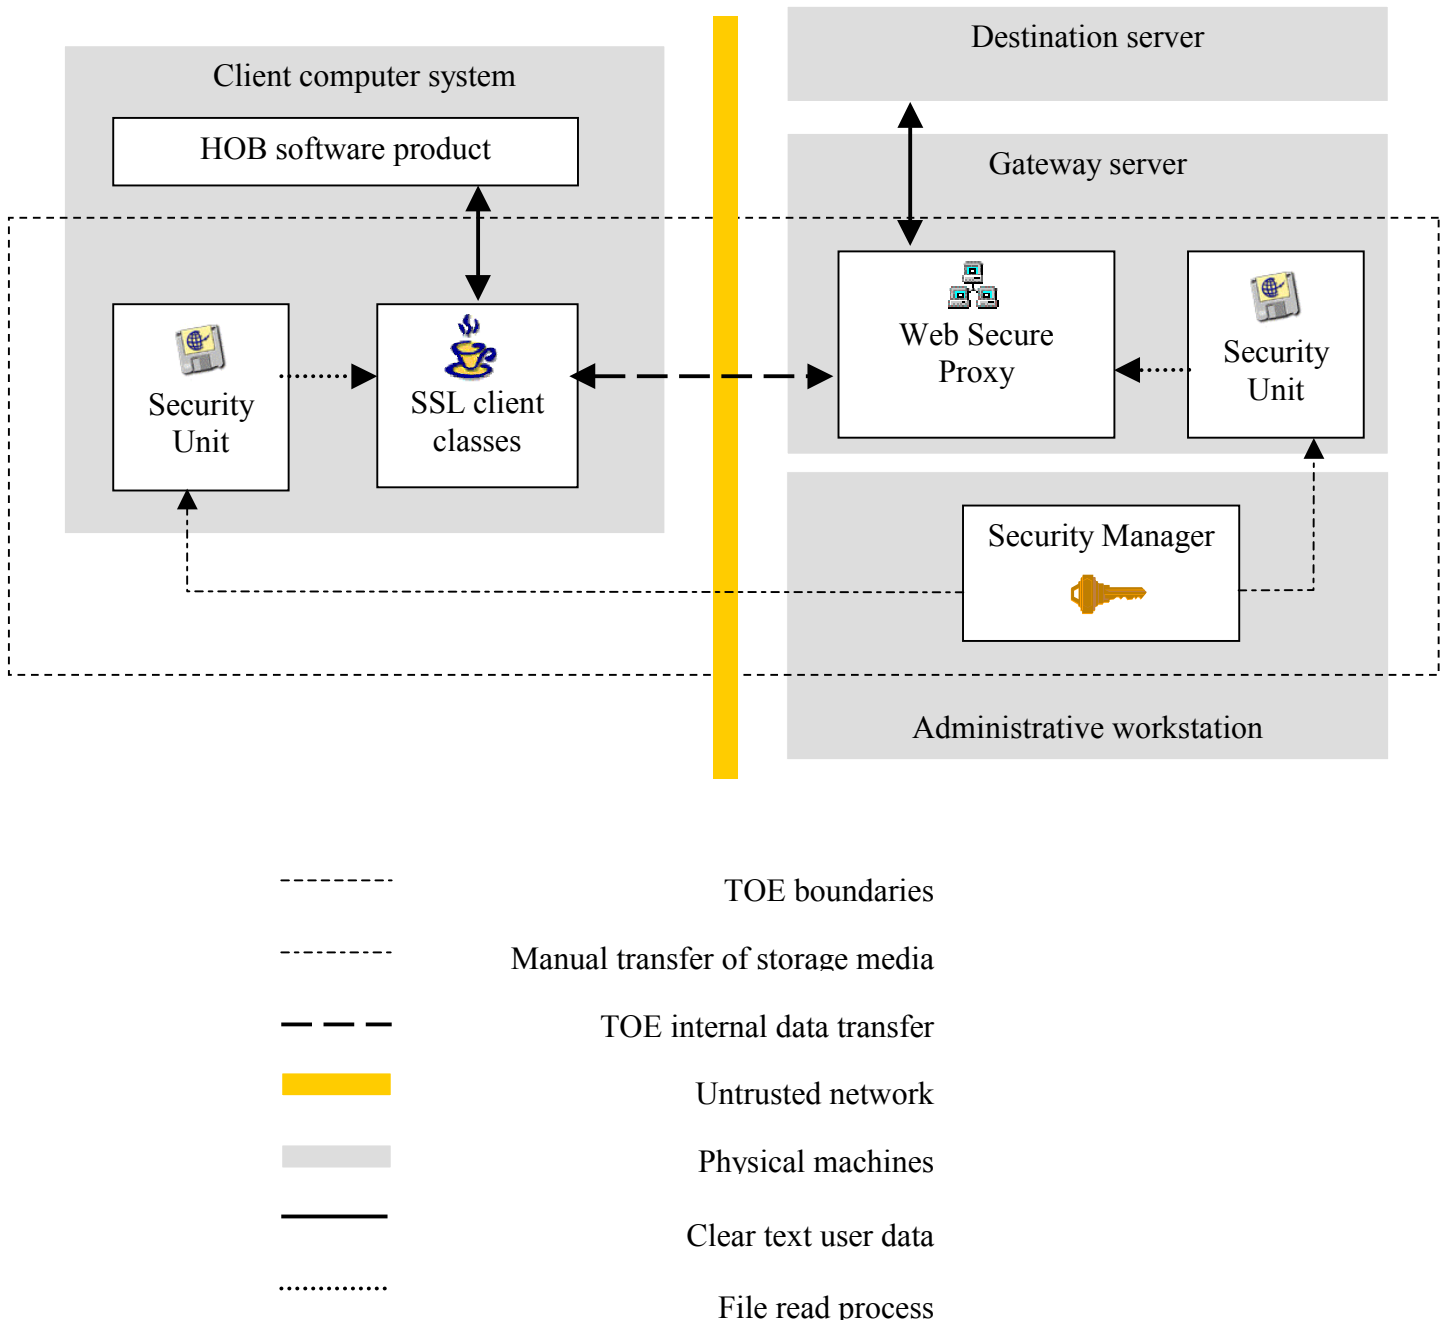 Client computer system
HOB software product
Security
Unit
SSL client
classes
Destination server
Gateway server
Web Secure
Proxy
Security
Unit
Security Manager
Administrative workstation
TOE boundaries
Manual transfer of storage media
TOE internal data transfer
Untrusted network
Physical machines
Clear text user data
File read process